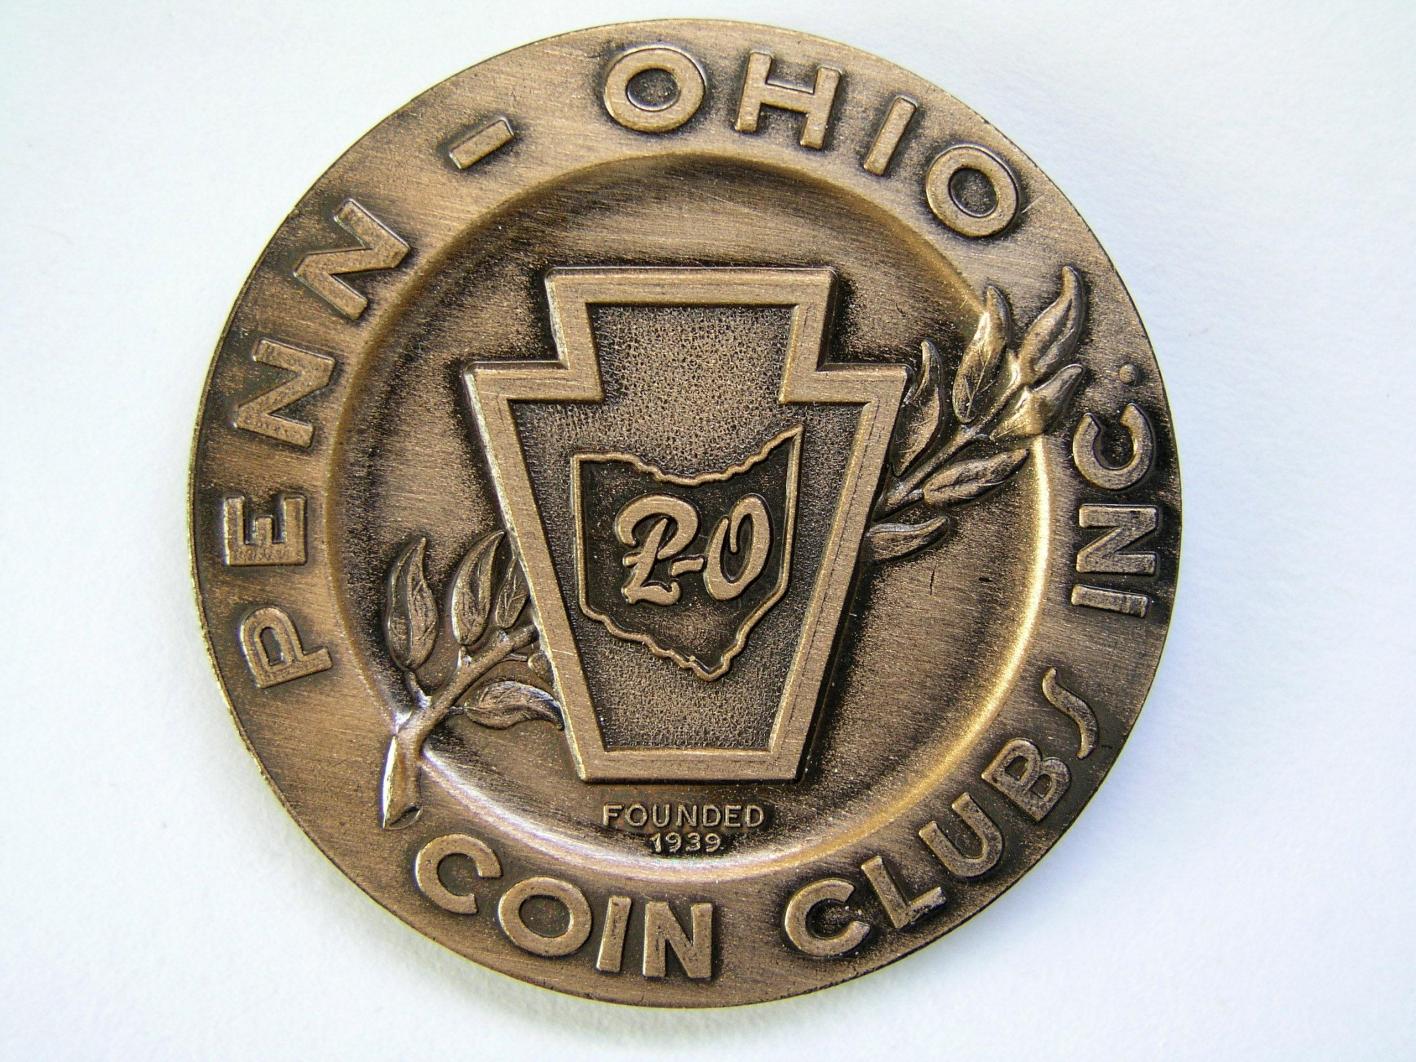 PENN - OHIO
COIN CLUBS INC.
P-O
FOUNDED
1939